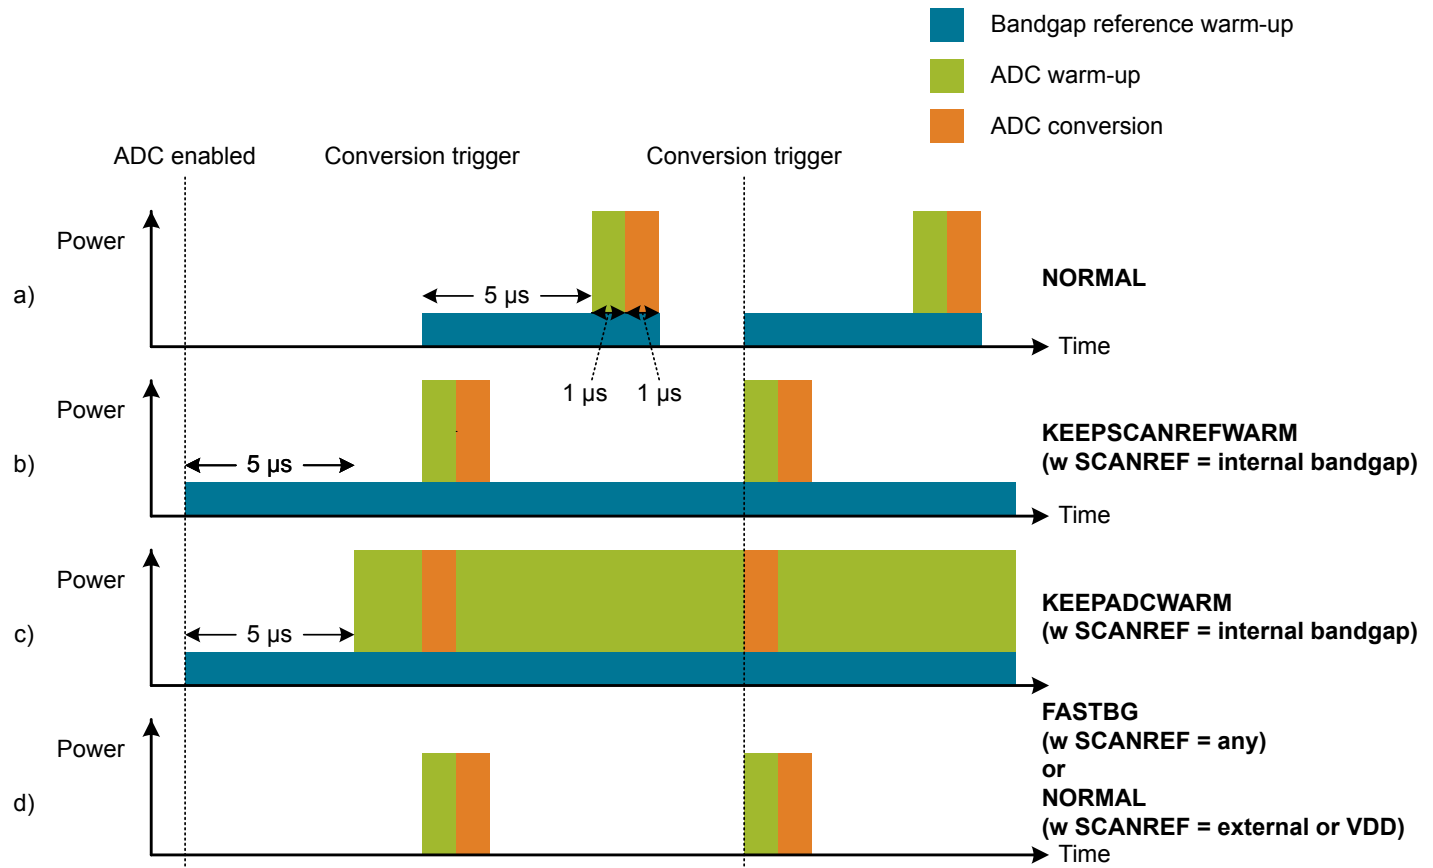 Bandgap reference warm-up
ADC warm-up
ADC conversion
ADC enabled
Conversion trigger
Conversion trigger
Power
a)
5 µs
NORMAL
Time
1 µs
1 µs
Power
b)
5 µs
KEEPSCANREFWARM
(w SCANREF = internal bandgap)
Time
Power
c)
5 µs
KEEPADCWARM
(w SCANREF = internal bandgap)
Power
d)
FASTBG
(w SCANREF = any)
or
NORMAL
(w SCANREF = external or VDD)
Time